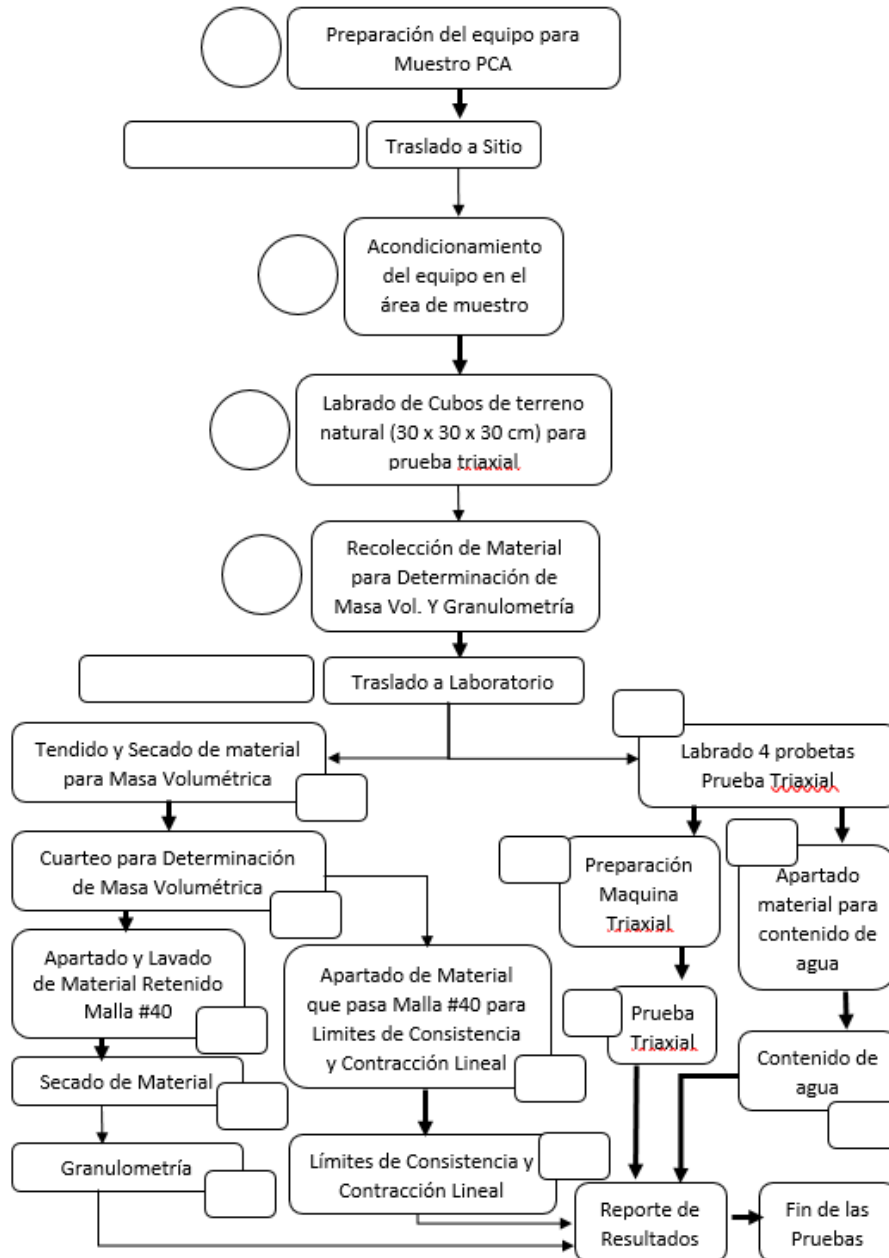 Preparación del equipo para
Muestro PCA
Traslado a Sitio
Acondicionamiento
del equipo en el
área de muestro
Labrado de Cubos de terreno
natural (30 x 30 x 30 cm) para
prueba triaxial
Recolección de Material
para Determinación de
Masa Vol. Y Granulometría
Traslado a Laboratorio
Tendido y Secado de material
para Masa Volumétrica
Labrado 4 probetas
Prueba Triaxial
Cuarteo para Determinación
de Masa Volumétrica
Preparación
Maquina
Triaxial
Apartado
material para
contenido de
agua
Apartado y Lavado
de Material Retenido
Malla #40
Apartado de Material
que pasa Malla #40 para
Limites de Consistencia
y Contracción Lineal
Prueba
Triaxial
Contenido de
agua
Secado de Material
Granulometría
Límites de Consistencia y
Contracción Lineal
Reporte de
Resultados
Fin de las
Pruebas